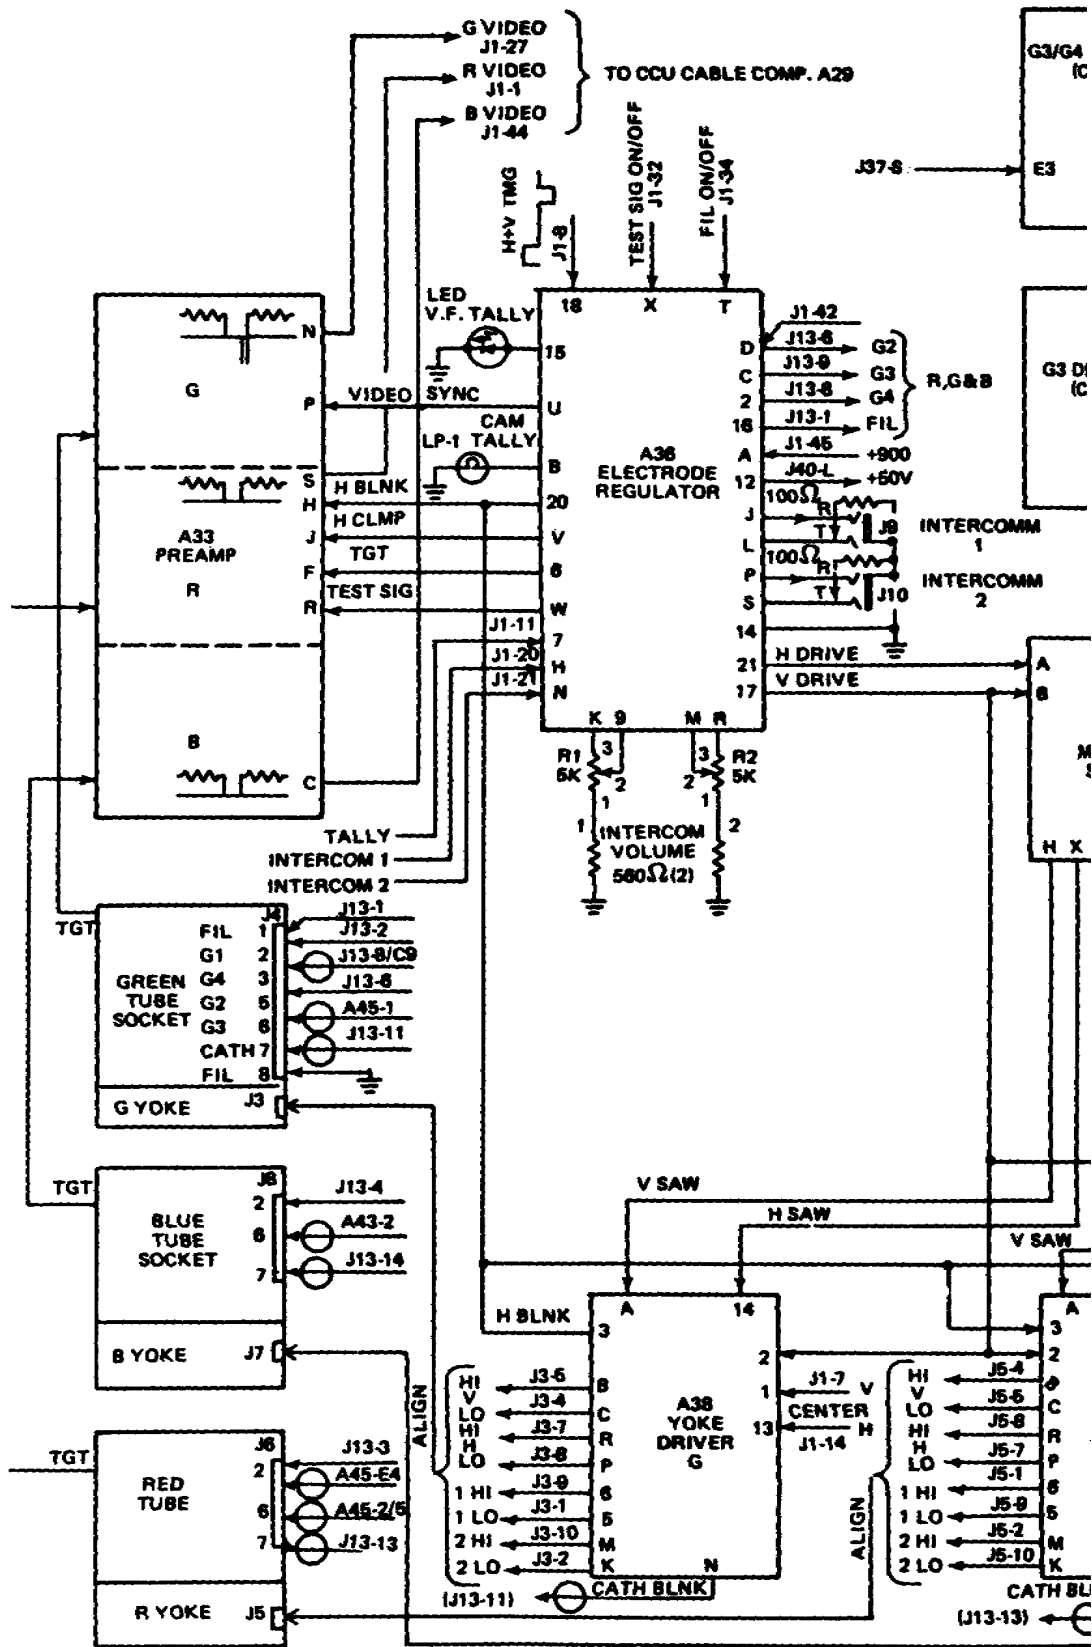 G VIDEO
J1-27
R VIDEO
J1-1
B VIDEO
J1-44
TO CCU CABLE COMP. A29
G3/G4
(C
J37-S
E3
H+V TMG
J1-8
TEST SIG ON/OFF
J1-32
FIL ON/OFF
J1-34
LED
V.F. TALLY
18
X
T
15
N
G
P
VIDEO SYNC
U
CAM
LP-1 TALLY
B
S
H BLNK
H
20
H CLMP
J
V
A33
PREAMP
TGT
F
6
R
TEST SIG
R
W
J1-11
7
J1-20
H
J1-21
N
B
C
A36
ELECTRODE
REGULATOR
J1-42
D
J13-6
G2
C
J13-9
G3
2
J13-8
G4
16
J13-1
FIL
R,G&B
A
J1-45
+900
12
J40-L
+50V
100Ω
R
J
T
J9
L
INTERCOMM
1
100Ω
R
P
T
J10
S
INTERCOMM
2
14
21
H DRIVE
A
17
V DRIVE
B
G3 D
(C
M
S
H X
K 9
M R
R1
5K
3
2
1
3
2
1
R2
5K
1
INTERCOM
VOLUME
560Ω(2)
2
TALLY
INTERCOM 1
INTERCOM 2
TGT
J4
FIL 1
J13-1
G1 2
J13-2
G4 3
J13-8/C9
G2 5
J13-6
G3 6
A45-1
CATH 7
J13-11
FIL 8
GREEN
TUBE
SOCKET
G YOKE
J3
TGT
J8
2
J13-4
6
A43-2
7
J13-14
BLUE
TUBE
SOCKET
B YOKE
J7
TGT
J6
2
J13-3
A45-E4
6
A45-2/5
7
J13-13
RED
TUBE
R YOKE
J5
ALIGN
V SAW
H SAW
V SAW
A
14
A
H BLNK
3
3
2
2
HI
V
LO
HI
H
LO
1 HI
1 LO
2 HI
2 LO
J3-5
B
J3-4
C
J3-7
R
J3-8
P
J3-9
6
J3-1
5
J3-10
M
J3-2
K
N
A38
YOKE
DRIVER
G
1
J1-7
V
CENTER
13
H
J1-14
(J13-11)
CATH BLNK
ALIGN
HI
V
LO
HI
H
LO
1 HI
1 LO
2 HI
2 LO
J5-4
J5-5
C
J5-8
R
J5-7
P
J5-1
6
J5-9
5
J5-2
M
J5-10
K
CATH BL
(J13-13)